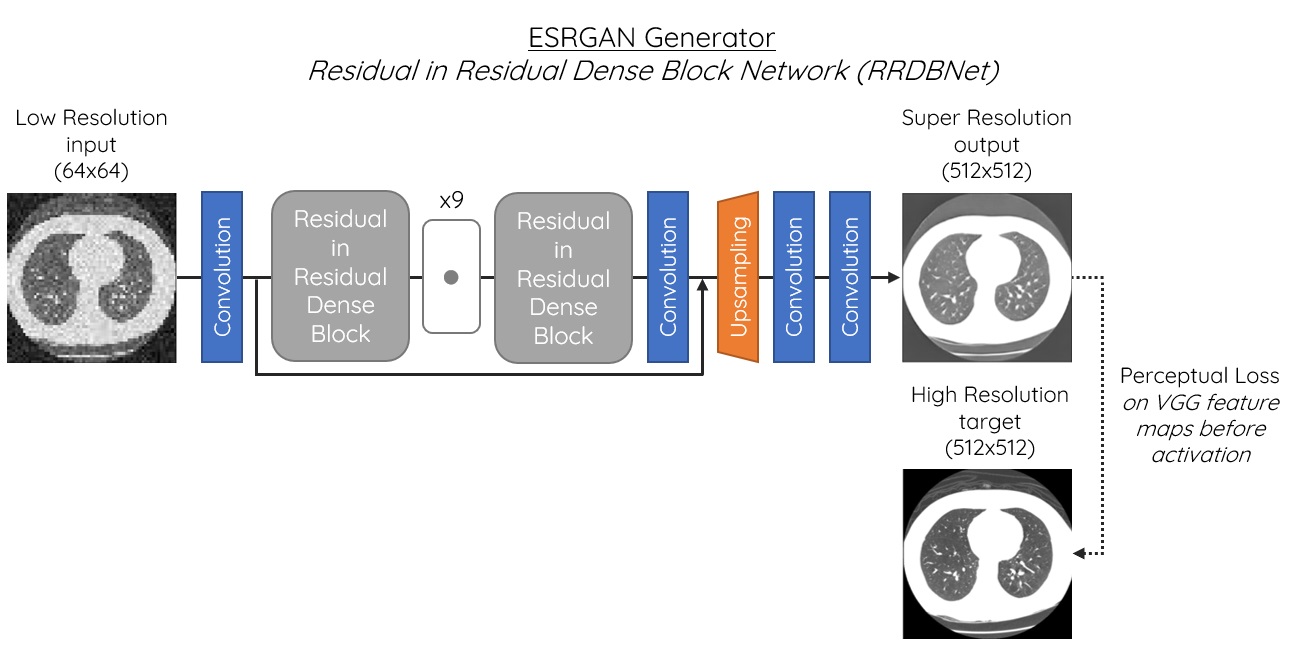 ESRGAN Generator
Residual in Residual Dense Block Network (RRDBNet)
Low Resolution
input
(64x64)
Convolution
Residual
in
Residual
Dense
Block
x9
Residual
in
Residual
Dense
Block
Convolution
Upsampling
Convolution
Convolution
Super Resolution
output
(512x512)
High Resolution
target
(512x512)
Perceptual Loss
on VGG feature
maps before
activation